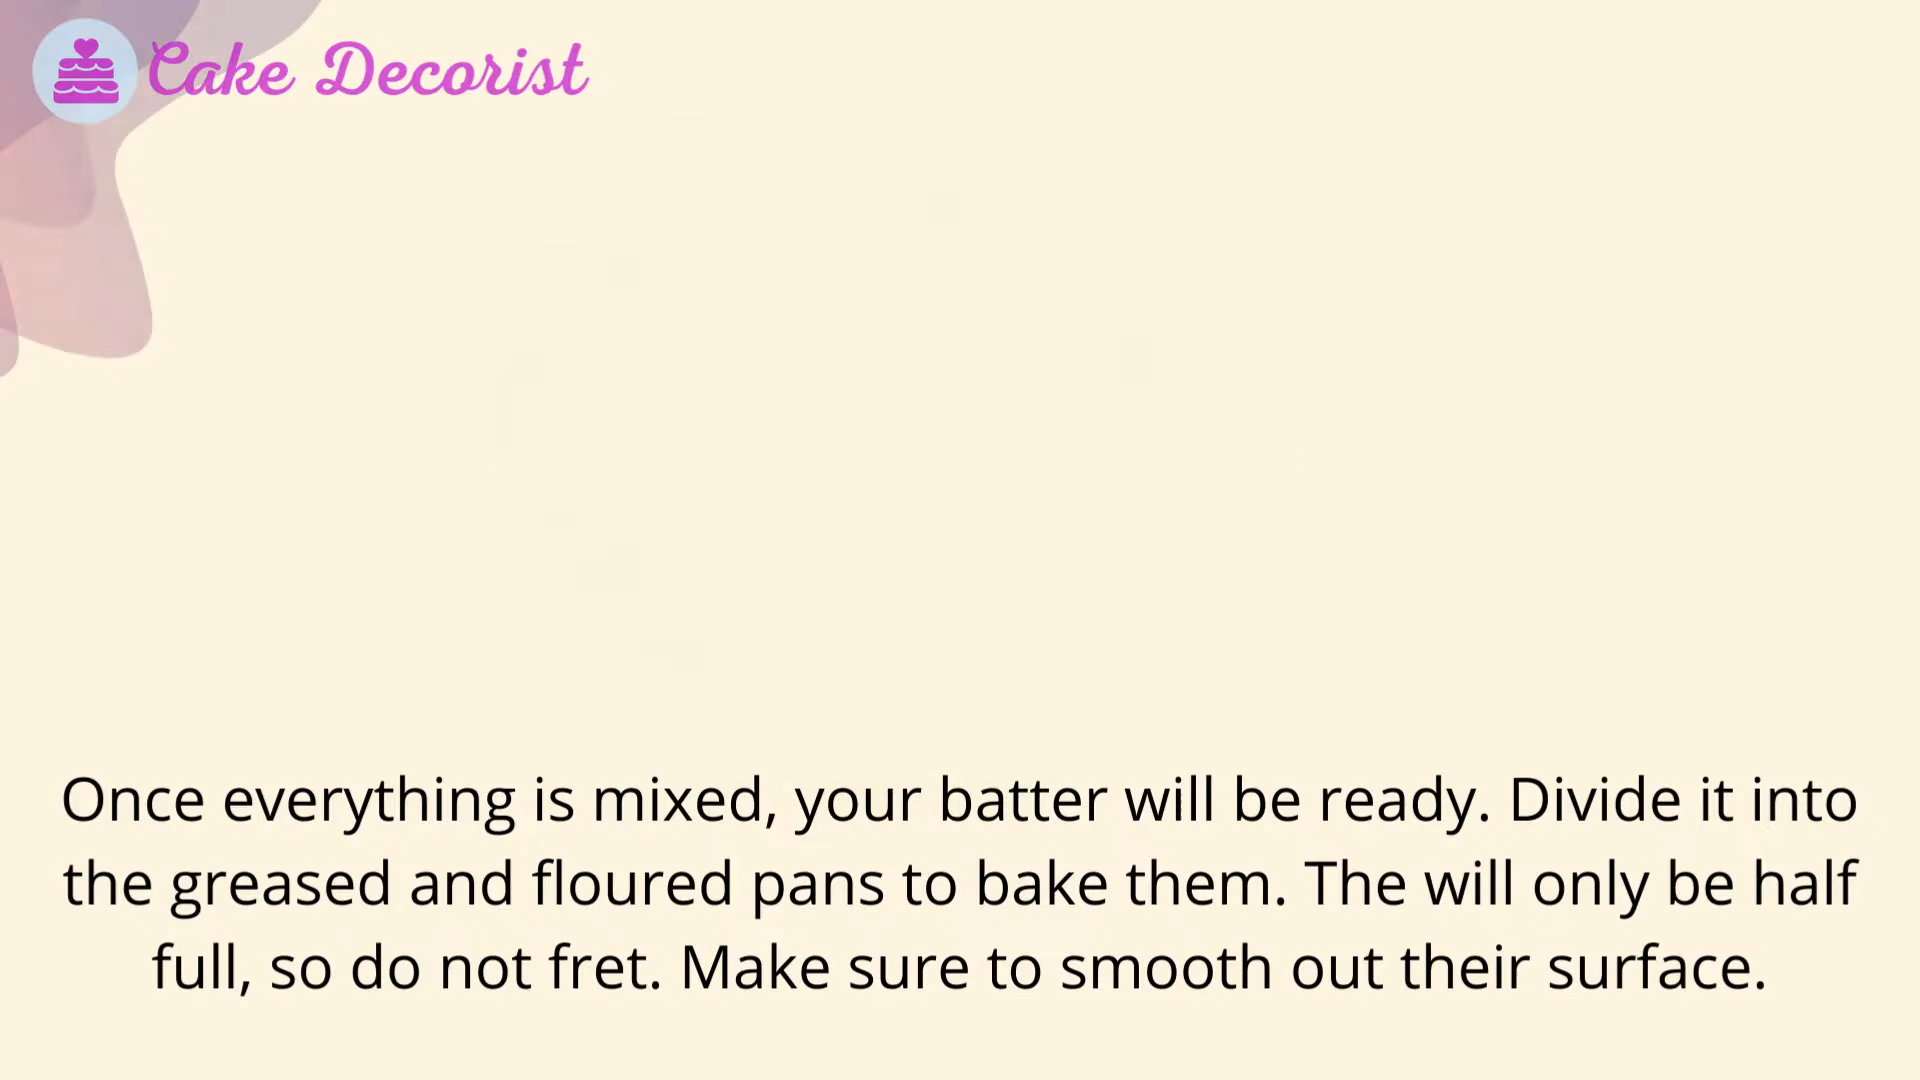 Cake Decorist
Once everything is mixed, your batter will be ready. Divide it into
the greased and floured pans to bake them. The will only be half
full, so do not fret. Make sure to smooth out their surface.